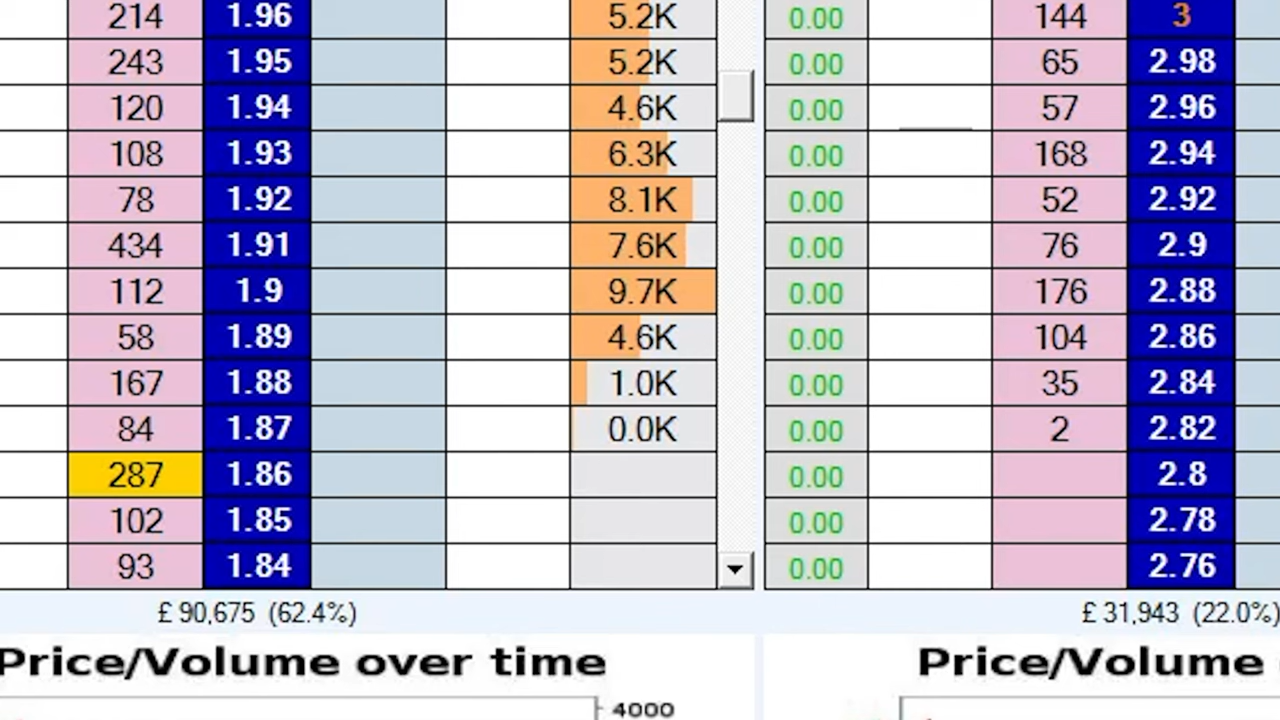 214 1.96 5.2K 0.00 144 3
243 1.95 5.2K 0.00 65 2.98
120 1.94 4.6K 0.00 57 2.96
108 1.93 6.3K 0.00 168 2.94
78 1.92 8.1K 0.00 52 2.92
434 1.91 7.6K 0.00 76 2.9
112 1.9 9.7K 0.00 176 2.88
58 1.89 4.6K 0.00 104 2.86
167 1.88 1.0K 0.00 35 2.84
84 1.87 0.0K 0.00 2 2.82
287 1.86 0.00 2.8
102 1.85 0.00 2.78
93 1.84 0.00 2.76
£ 90,675 (62.4%) £ 31,943 (22.0%)
Price/Volume over time Price/Volume
4000